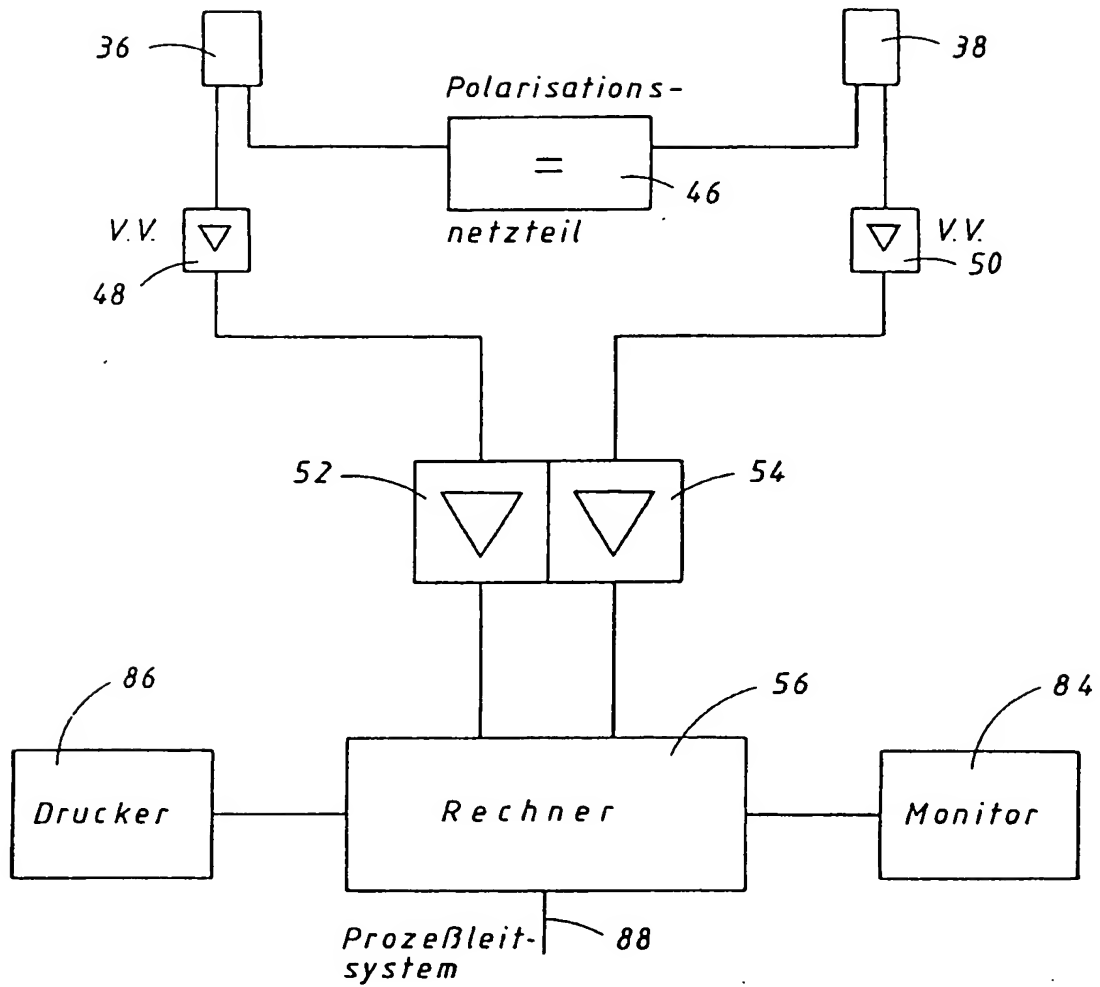 36
38
Polarisations-
=
46
netzteil
V.V.
48
V.V.
50
52
54
86
56
84
Drucker
Rechner
Monitor
Prozeßleit-
88
system